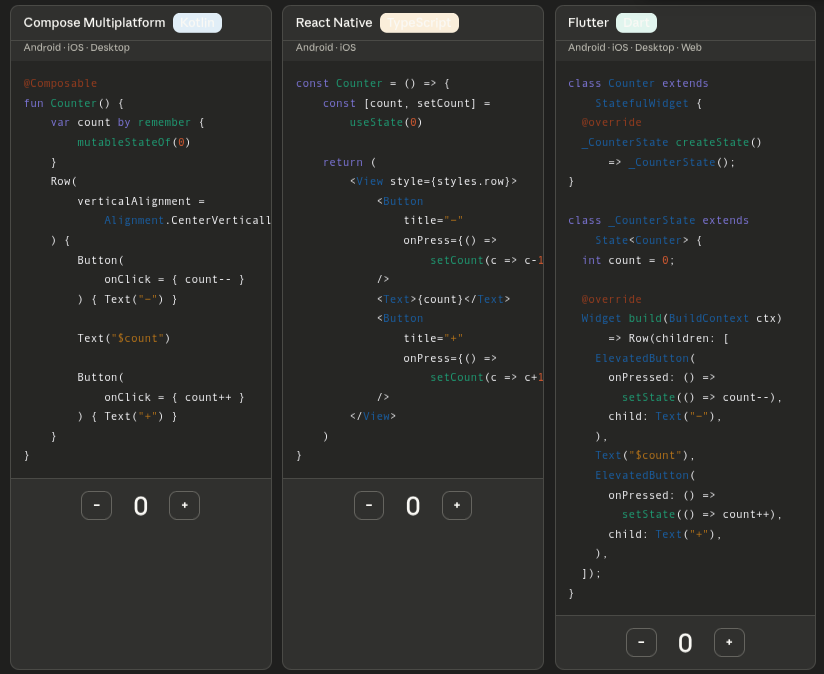 Compose Multiplatform Kotlin
Android · iOS · Desktop
@Composable
fun Counter() {
    var count by remember {
        mutableStateOf(0)
    }
    Row(
        verticalAlignment =
            Alignment.CenterVerticall
    ) {
        Button(
            onClick = { count-- }
        ) { Text("−") }

        Text("$count")

        Button(
            onClick = { count++ }
        ) { Text("+") }
    }
}
− 0 +
React Native TypeScript
Android · iOS
const Counter = () => {
    const [count, setCount] =
        useState(0)

    return (
        <View style={styles.row}>
            <Button
                title="−"
                onPress={() =>
                    setCount(c => c-1
            />
            <Text>{count}</Text>
            <Button
                title="+"
                onPress={() =>
                    setCount(c => c+1
            />
        </View>
    )
}
− 0 +
Flutter Dart
Android · iOS · Desktop · Web
class Counter extends
    StatefulWidget {
  @override
  _CounterState createState()
      => _CounterState();
}

class _CounterState extends
    State<Counter> {
  int count = 0;

  @override
  Widget build(BuildContext ctx)
      => Row(children: [
    ElevatedButton(
      onPressed: () =>
        setState(() => count--),
      child: Text("−"),
    ),
    Text("$count"),
    ElevatedButton(
      onPressed: () =>
        setState(() => count++),
      child: Text("+"),
    ),
  ]);
}
− 0 +